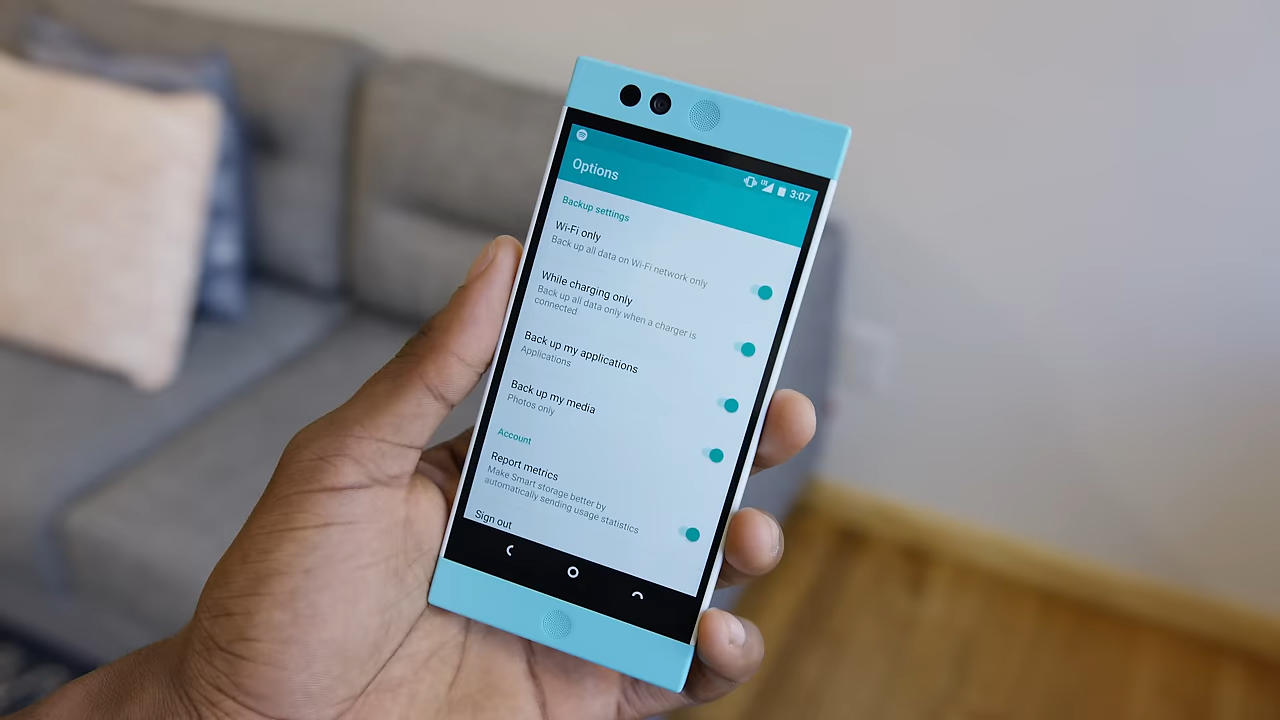 LTE 3:07
Options
Backup settings
Wi-Fi only
Back up all data on Wi-Fi network only
While charging only
Back up all data only when a charger is
connected
Back up my applications
Applications
Back up my media
Photos only
Account
Report metrics
Make Smart storage better by
automatically sending usage statistics
Sign out